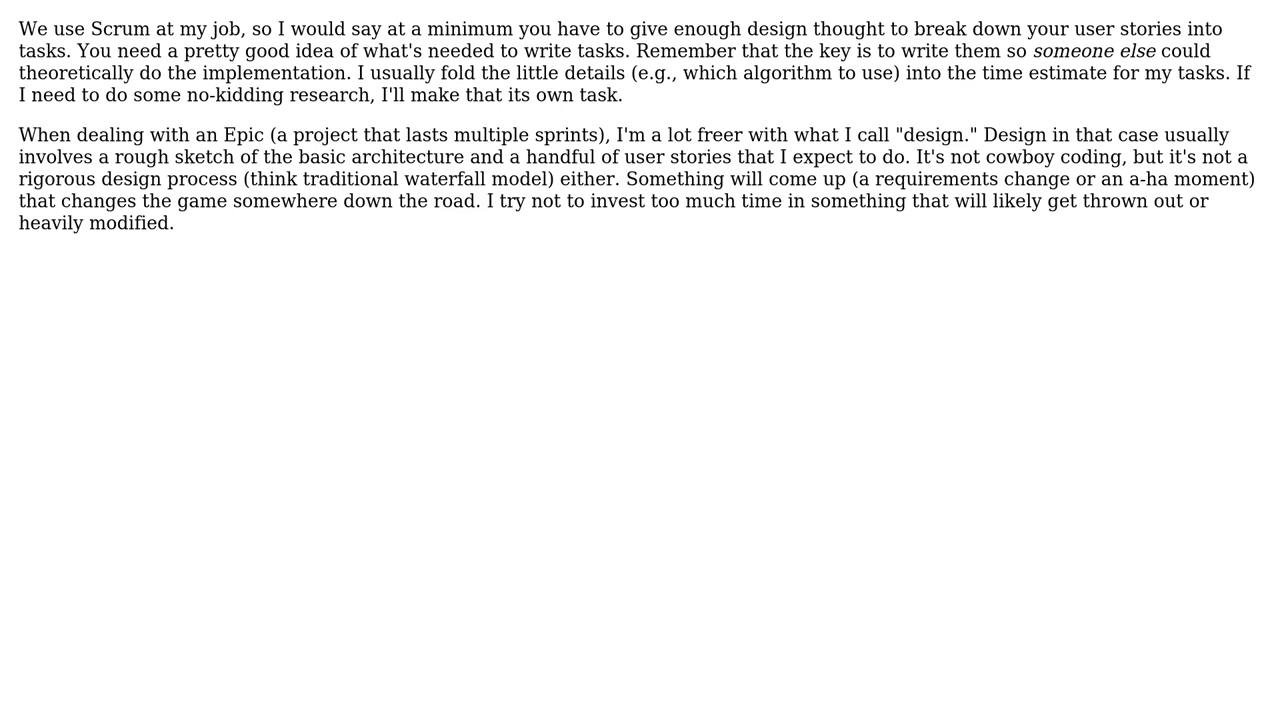 We use Scrum at my job, so I would say at a minimum you have to give enough design thought to break down your user stories into
tasks. You need a pretty good idea of what's needed to write tasks. Remember that the key is to write them so someone else could
theoretically do the implementation. I usually fold the little details (e.g., which algorithm to use) into the time estimate for my tasks. If
I need to do some no-kidding research, I'll make that its own task.
When dealing with an Epic (a project that lasts multiple sprints), I'm a lot freer with what I call "design." Design in that case usually
involves a rough sketch of the basic architecture and a handful of user stories that I expect to do. It's not cowboy coding, but it's not a
rigorous design process (think traditional waterfall model) either. Something will come up (a requirements change or an a-ha moment)
that changes the game somewhere down the road. I try not to invest too much time in something that will likely get thrown out or
heavily modified.